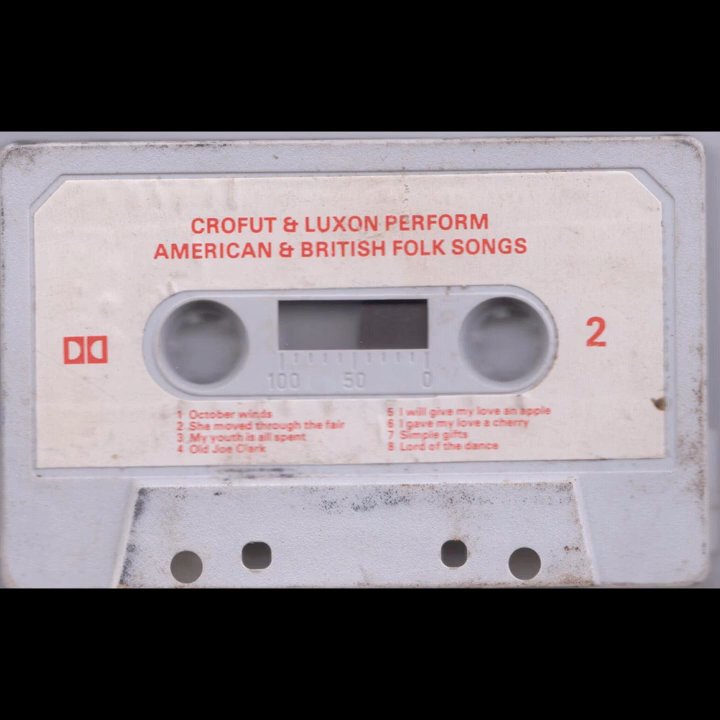 CROFUT & LUXON PERFORM
AMERICAN & BRITISH FOLK SONGS
2
100 50 0
1 October winds
2 She moved through the fair
3 My youth is all spent
4 Old Joe Clark
5 I will give my love an apple
6 I gave my love a cherry
7 Simple gifts
8 Lord of the dance